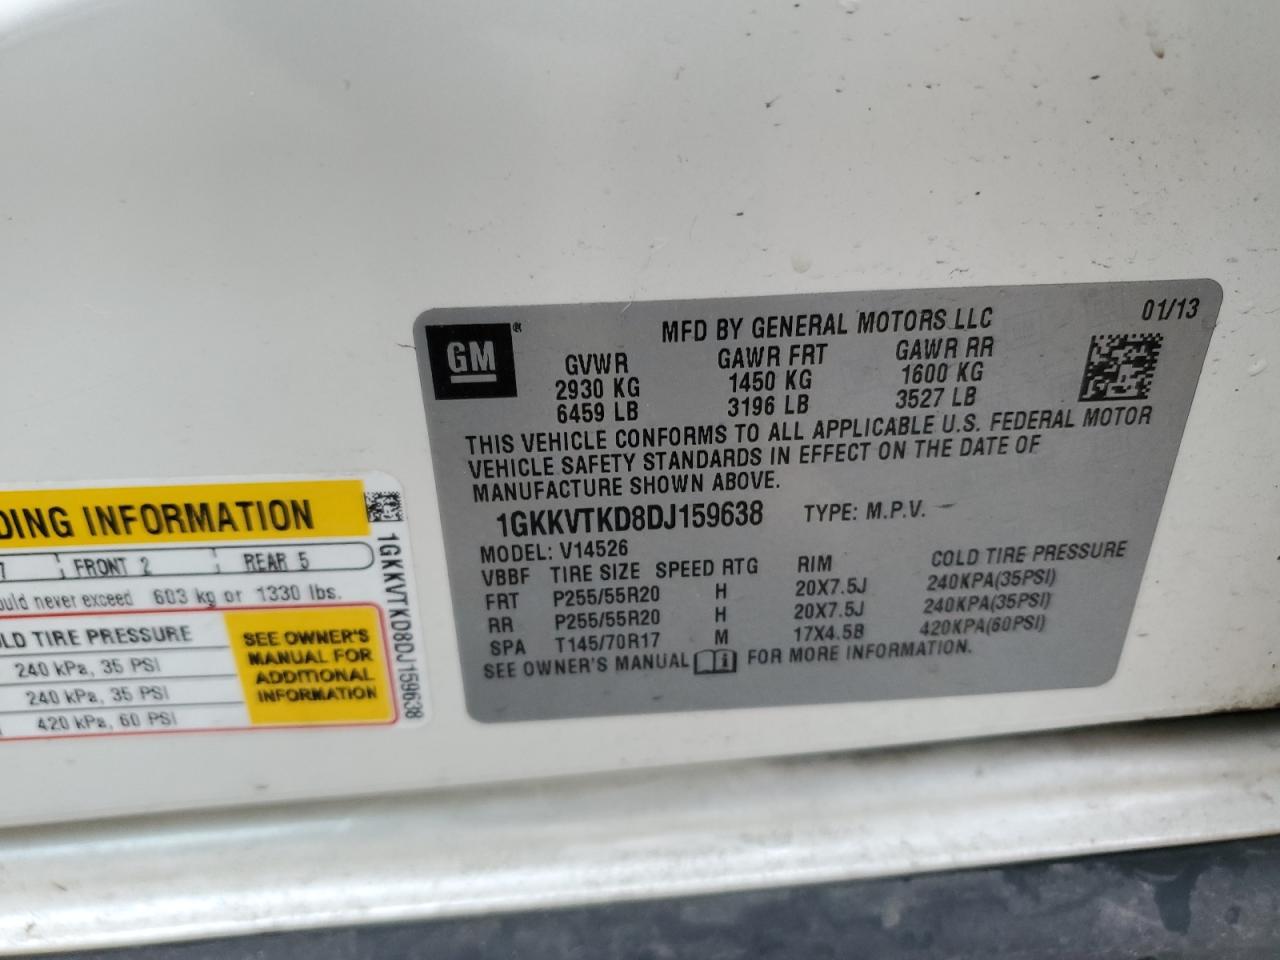 GM
MFD BY GENERAL MOTORS LLC 01/13
GVWR GAWR FRT GAWR RR
2930 KG 1450 KG 1600 KG
6459 LB 3196 LB 3527 LB
THIS VEHICLE CONFORMS TO ALL APPLICABLE U.S. FEDERAL MOTOR
VEHICLE SAFETY STANDARDS IN EFFECT ON THE DATE OF
MANUFACTURE SHOWN ABOVE.
1GKKVTKD8DJ159638 TYPE: M.P.V.
MODEL: V14526
VBBF TIRE SIZE SPEED RTG RIM COLD TIRE PRESSURE
FRT P255/55R20 H 20X7.5J 240KPA(35PSI)
RR P255/55R20 H 20X7.5J 240KPA(35PSI)
SPA T145/70R17 M 17X4.5B 420KPA(60PSI)
SEE OWNER'S MANUAL FOR MORE INFORMATION.
DING INFORMATION
7 FRONT 2 REAR 5
ould never exceed 603 kg or 1330 lbs.
LD TIRE PRESSURE
240 kPa, 35 PSI
240 kPa, 35 PSI
420 kPa, 60 PSI
SEE OWNER'S
MANUAL FOR
ADDITIONAL
INFORMATION
1GKKVTKD8DJ159638